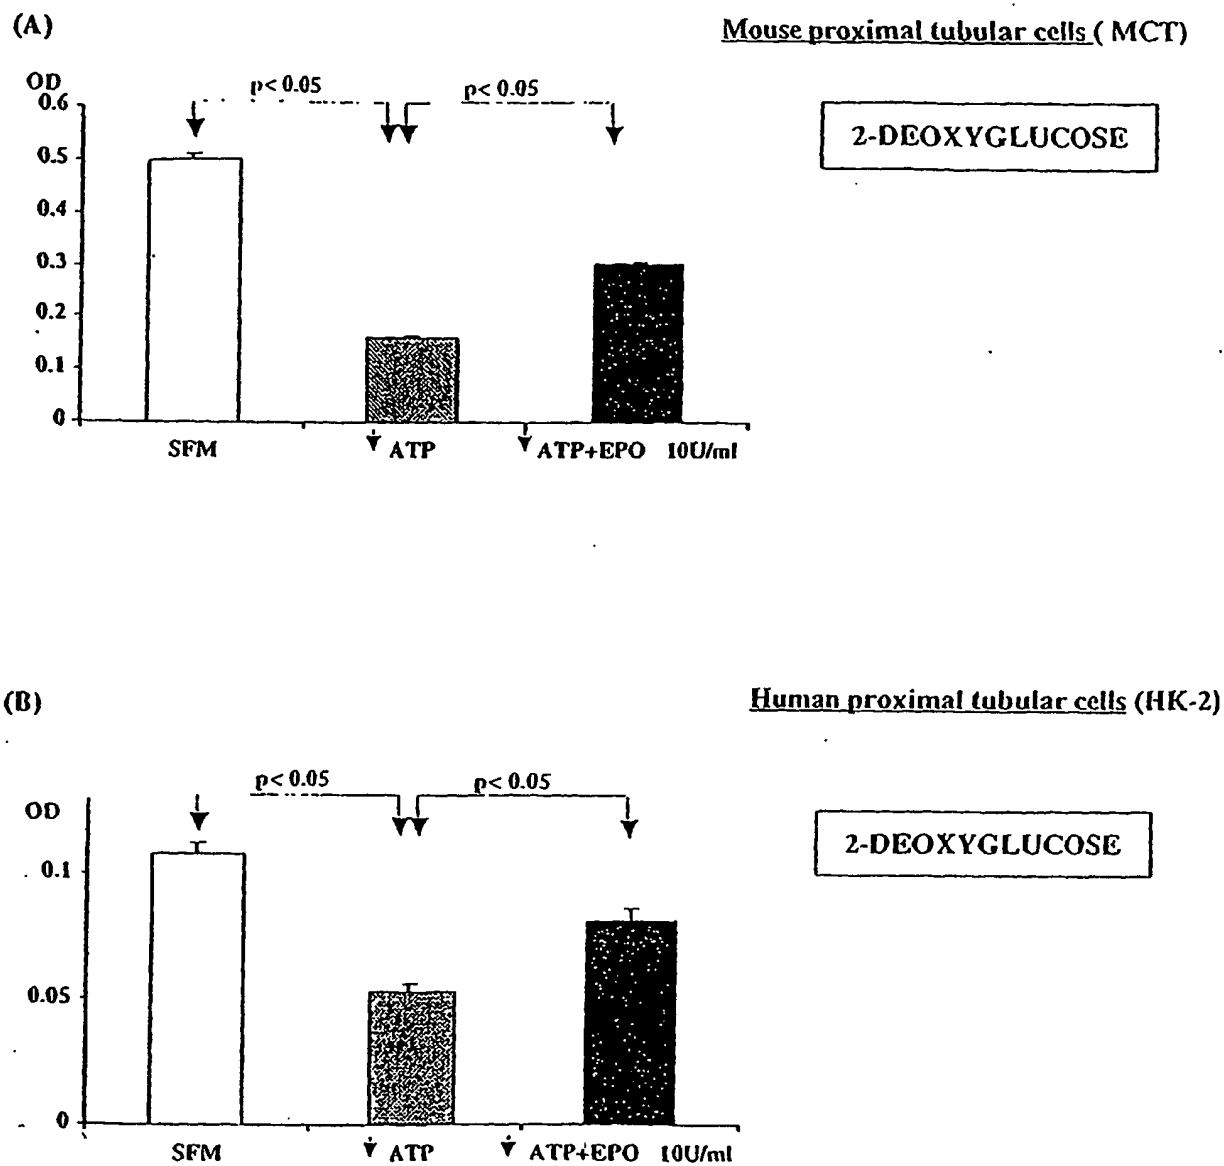 (A)
Mouse proximal tubular cells ( MCT)
OD
p< 0.05
p< 0.05
2-DEOXYGLUCOSE
0.6
0.5
0.4
0.3
0.2
0.1
0
SFM
ATP
ATP+EPO 10U/ml
(B)
Human proximal tubular cells (HK-2)
p< 0.05
p< 0.05
OD
2-DEOXYGLUCOSE
0.1
0.05
0
SFM
ATP
ATP+EPO 10U/ml